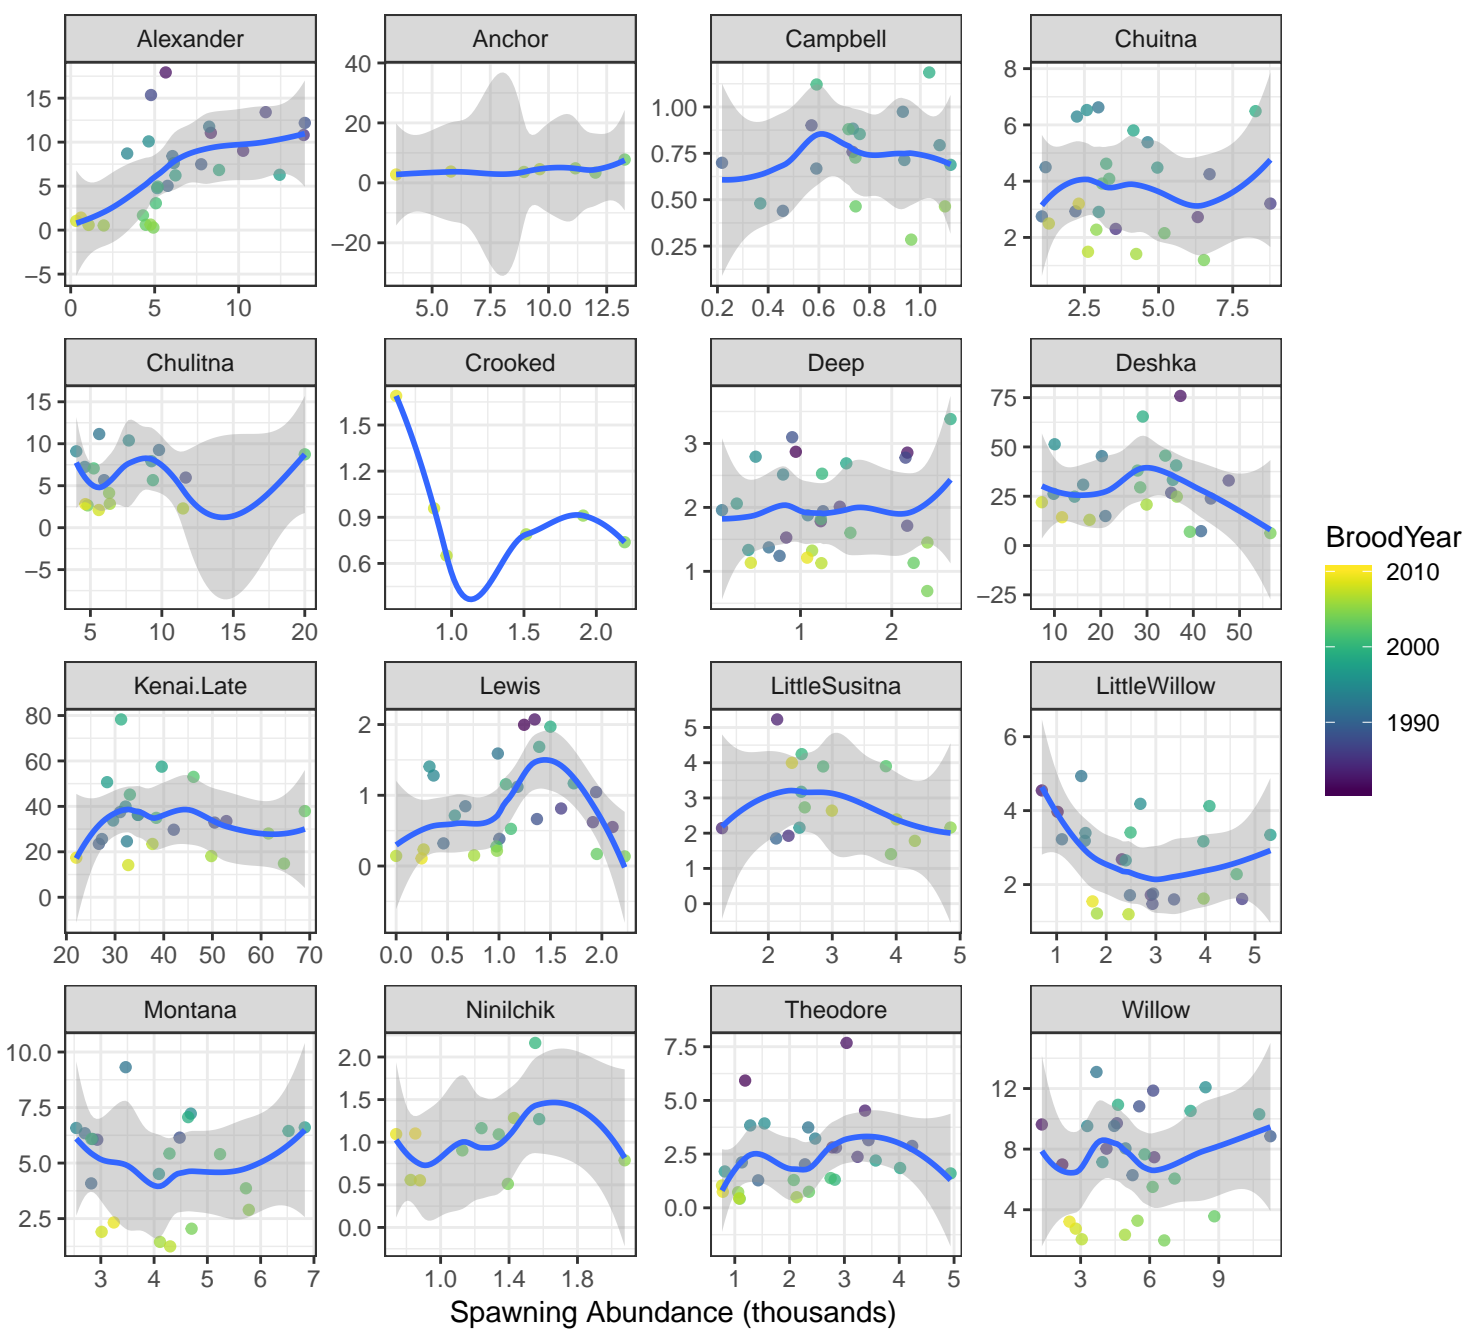 Alexander Anchor Campbell Chuitna
15 10 5 0 −5
40 20 0 −20
1.00 0.75 0.50 0.25
8 6 4 2
0 5 10
5.0 7.5 10.0 12.5
0.2 0.4 0.6 0.8 1.0
2.5 5.0 7.5
Chulitna Crooked Deep Deshka
15 10 5 0 −5
1.5 1.2 0.9 0.6
3 2 1
75 50 25 0 −25
5 10 15 20
1.0 1.5 2.0
1 2
10 20 30 40 50
BroodYear
2010
2000
1990
Kenai.Late Lewis LittleSusitna LittleWillow
80 60 40 20 0
2 1 0
5 4 3 2 1 0
6 4 2
20 30 40 50 60 70
0.0 0.5 1.0 1.5 2.0
2 3 4 5
1 2 3 4 5
Montana Ninilchik Theodore Willow
10.0 7.5 5.0 2.5
2.0 1.5 1.0 0.5 0.0
7.5 5.0 2.5 0.0
12 8 4
3 4 5 6 7
1.0 1.4 1.8
1 2 3 4 5
3 6 9
Spawning Abundance (thousands)